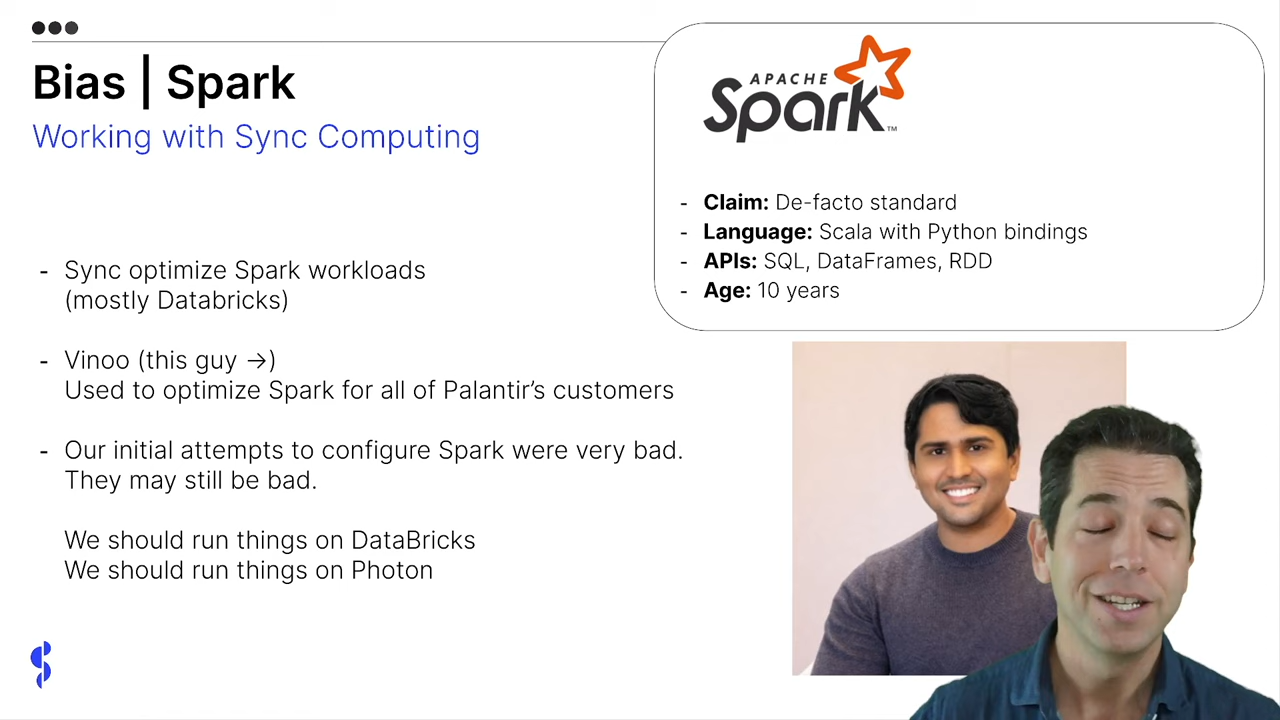 Bias | Spark
Working with Sync Computing
- Sync optimize Spark workloads
(mostly Databricks)
- Vinoo (this guy →)
Used to optimize Spark for all of Palantir’s customers
- Our initial attempts to configure Spark were very bad.
They may still be bad.
We should run things on DataBricks
We should run things on Photon
APACHE
Spark™
- Claim: De-facto standard
- Language: Scala with Python bindings
- APIs: SQL, DataFrames, RDD
- Age: 10 years